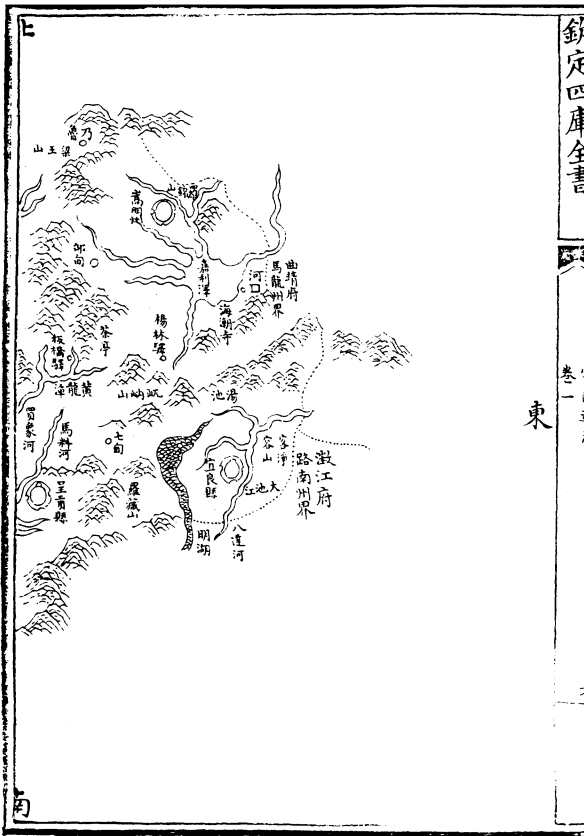 欽定四庫全書
卷二
東
乃魯
梁王山
嵩明州
邵甸
嘉利澤
河口
曲靖府
馬龍州界
海潮寺
楊林驛
茶亭
板橋驛
黃龍潭
山
湯池
買象河
馬料河
七甸
呈貢縣
羅藏山
宜良縣
大池江
澂江府
路南州界
明湖
八達河
南